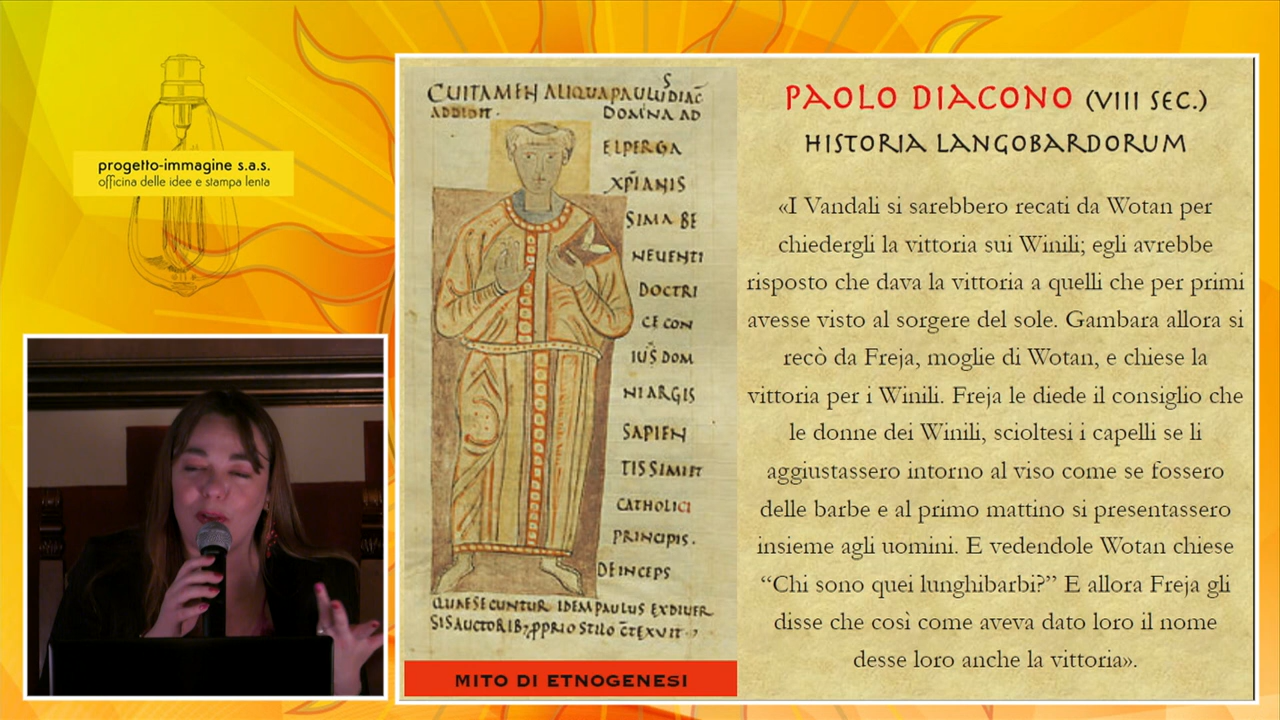 progetto-immagine s.a.s.
officina delle idee e stampa lenta
CUITAMEN ALIQUA PAULUS DIAC
ADDIDIT.
DOMNA AD
ELPERGA
XPIANIS
SIMA BE
NEUENTI
DOCTRI
CE CON
IUS DOM
NI ARGIS
SAPIEN
TISSIMI ET
CATHOLICI
PRINCIPIS.
DEINCEPS
QUAE SECUNTUR IDEM PAULUS EX DIUER
SIS AUCTORIB; PPRIO STILO CTEXUIT
MITO DI ETNOGENESI
PAOLO DIACONO (VIII SEC.)
HISTORIA LANGOBARDORUM
«I Vandali si sarebbero recati da Wotan per
chiedergli la vittoria sui Winili; egli avrebbe
risposto che dava la vittoria a quelli che per primi
avesse visto al sorgere del sole. Gambara allora si
recò da Freja, moglie di Wotan, e chiese la
vittoria per i Winili. Freja le diede il consiglio che
le donne dei Winili, scioltesi i capelli se li
aggiustassero intorno al viso come se fossero
delle barbe e al primo mattino si presentassero
insieme agli uomini. E vedendole Wotan chiese
“Chi sono quei lunghibarbi?” E allora Freja gli
disse che così come aveva dato loro il nome
desse loro anche la vittoria».